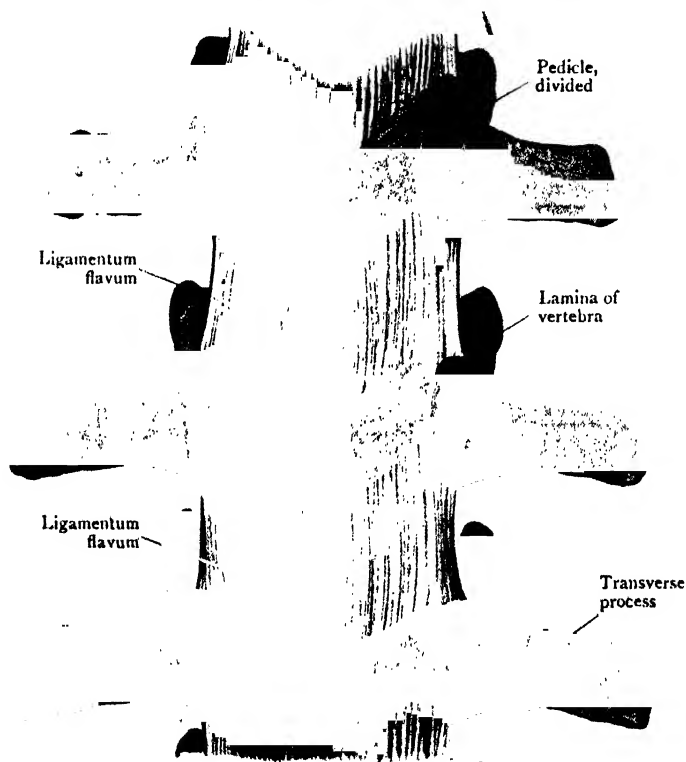 Pedicle,
divided
Ligamentum
flavum
Lamina of
vertebra
Ligamentum
flavum
Transverse
process